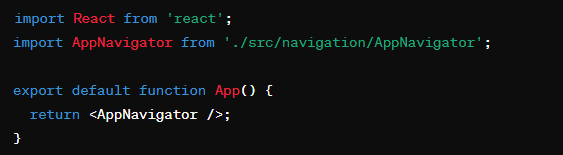 import React from 'react';
import AppNavigator from './src/navigation/AppNavigator';
export default function App() {
  return <AppNavigator />;
}